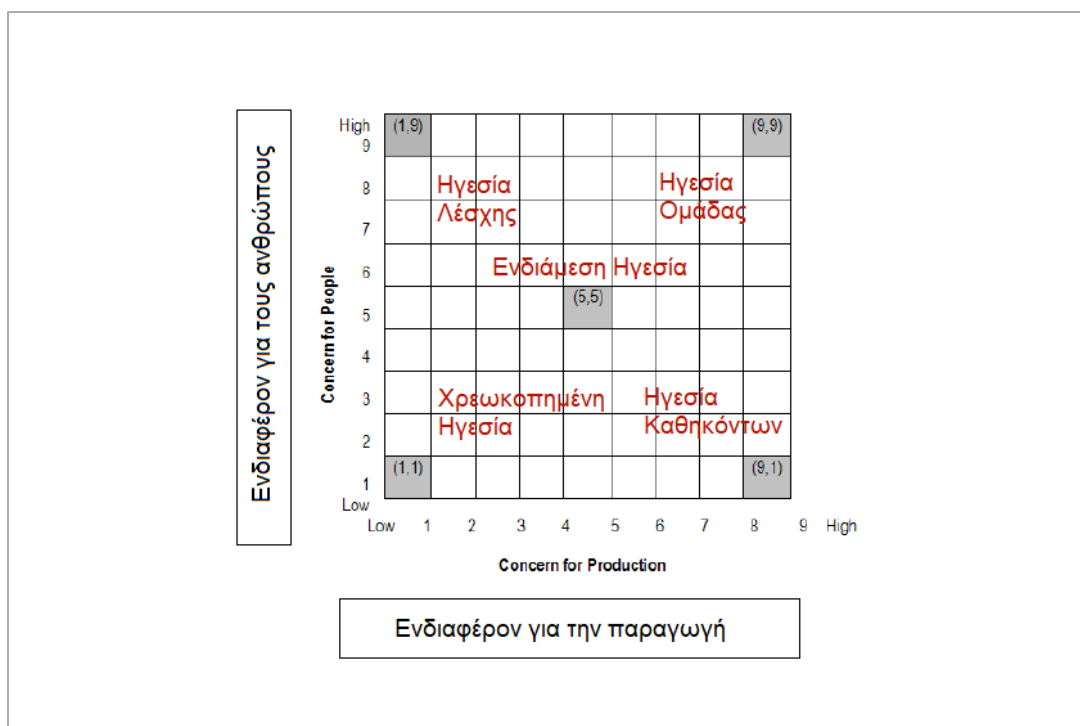 Ενδιαφέρον για τους ανθρώπους
Concern for People
High
9
8
7
6
5
4
3
2
1
Low
(1,9)
(9,9)
Ηγεσία
Λέσχης
Ηγεσία
Ομάδας
Ενδιάμεση Ηγεσία
(5,5)
Χρεωκοπημένη
Ηγεσία
Ηγεσία
Καθηκόντων
(1,1)
(9,1)
Low 1 2 3 4 5 6 7 8 9 High
Concern for Production
Ενδιαφέρον για την παραγωγή